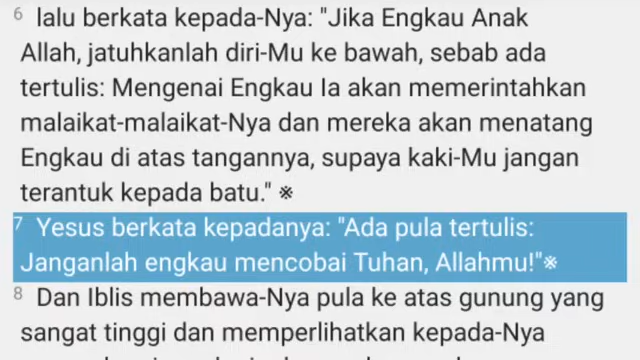 6 lalu berkata kepada-Nya: "Jika Engkau Anak
Allah, jatuhkanlah diri-Mu ke bawah, sebab ada
tertulis: Mengenai Engkau Ia akan memerintahkan
malaikat-malaikat-Nya dan mereka akan menatang
Engkau di atas tangannya, supaya kaki-Mu jangan
terantuk kepada batu." ※
7 Yesus berkata kepadanya: "Ada pula tertulis:
Janganlah engkau mencobai Tuhan, Allahmu!"※
8 Dan Iblis membawa-Nya pula ke atas gunung yang
sangat tinggi dan memperlihatkan kepada-Nya